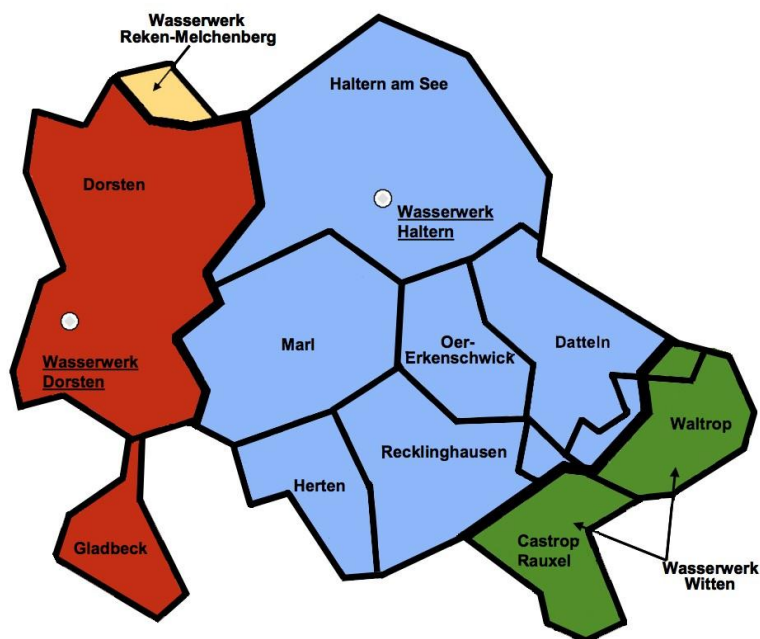 Wasserwerk
Reken-Melchenberg
Haltern am See
Dorsten
Wasserwerk
Haltern
Marl
Oer-
Erkenschwick
Datteln
Wasserwerk
Dorsten
Waltrop
Recklinghausen
Herten
Gladbeck
Castrop
Rauxel
Wasserwerk
Witten